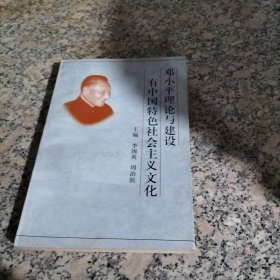 邓小平理论与建设
有中国特色社会主义文化
主编 李锡炎 周治滨